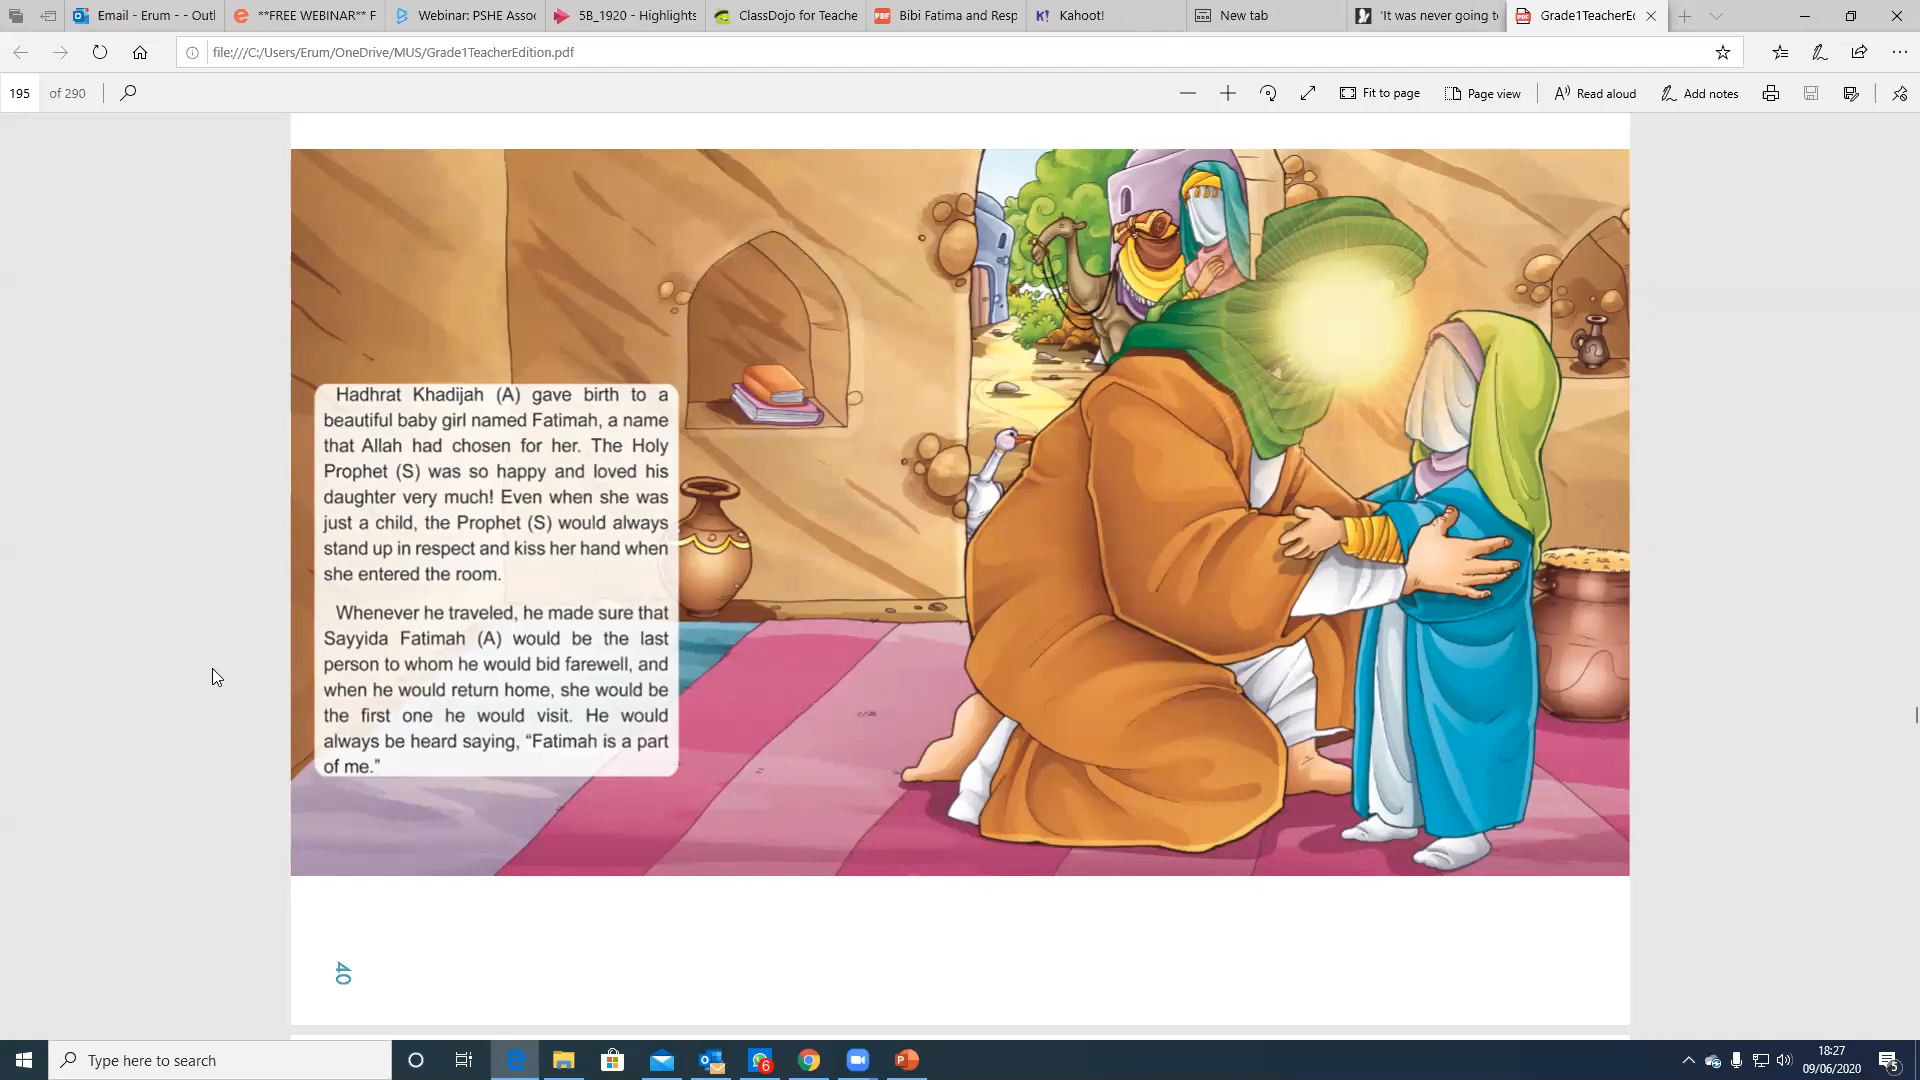 Email - Erum - - Outl
**FREE WEBINAR** F
Webinar: PSHE Assoc
5B_1920 - Highlights
ClassDojo for Teache
Bibi Fatima and Resp
Kahoot!
New tab
'It was never going t
Grade1TeacherEd
file:///C:/Users/Erum/OneDrive/MUS/Grade1TeacherEdition.pdf
195 of 290
Fit to page
Page view
Read aloud
Add notes
Hadhrat Khadijah (A) gave birth to a
beautiful baby girl named Fatimah, a name
that Allah had chosen for her. The Holy
Prophet (S) was so happy and loved his
daughter very much! Even when she was
just a child, the Prophet (S) would always
stand up in respect and kiss her hand when
she entered the room.
Whenever he traveled, he made sure that
Sayyida Fatimah (A) would be the last
person to whom he would bid farewell, and
when he would return home, she would be
the first one he would visit. He would
always be heard saying, “Fatimah is a part
of me.”
40
Type here to search
6
18:27
09/06/2020
5